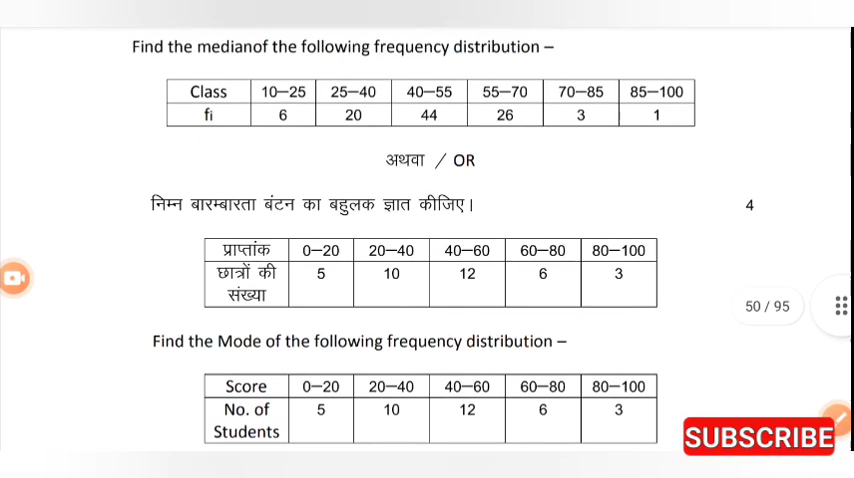 Find the medianof the following frequency distribution –
Class 10–25 25–40 40–55 55–70 70–85 85–100
fi 6 20 44 26 3 1
अथवा / OR
निम्न बारम्बारता बंटन का बहुलक ज्ञात कीजिए। 4
प्राप्तांक 0–20 20–40 40–60 60–80 80–100
छात्रों की 5 10 12 6 3
संख्या
50 / 95
Find the Mode of the following frequency distribution –
Score 0–20 20–40 40–60 60–80 80–100
No. of 5 10 12 6 3
Students
SUBSCRIBE